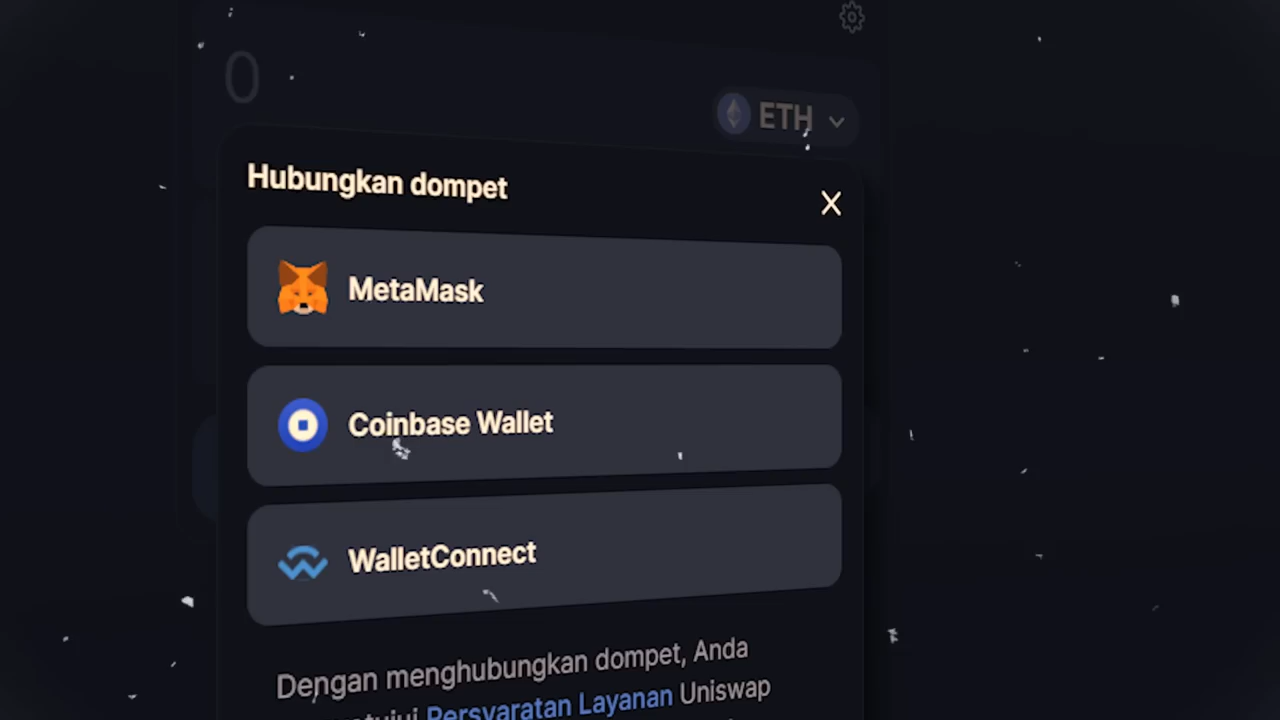 0
ETH
Hubungkan dompet
MetaMask
Coinbase Wallet
WalletConnect
Dengan menghubungkan dompet, Anda
Persyaratan Layanan Uniswap